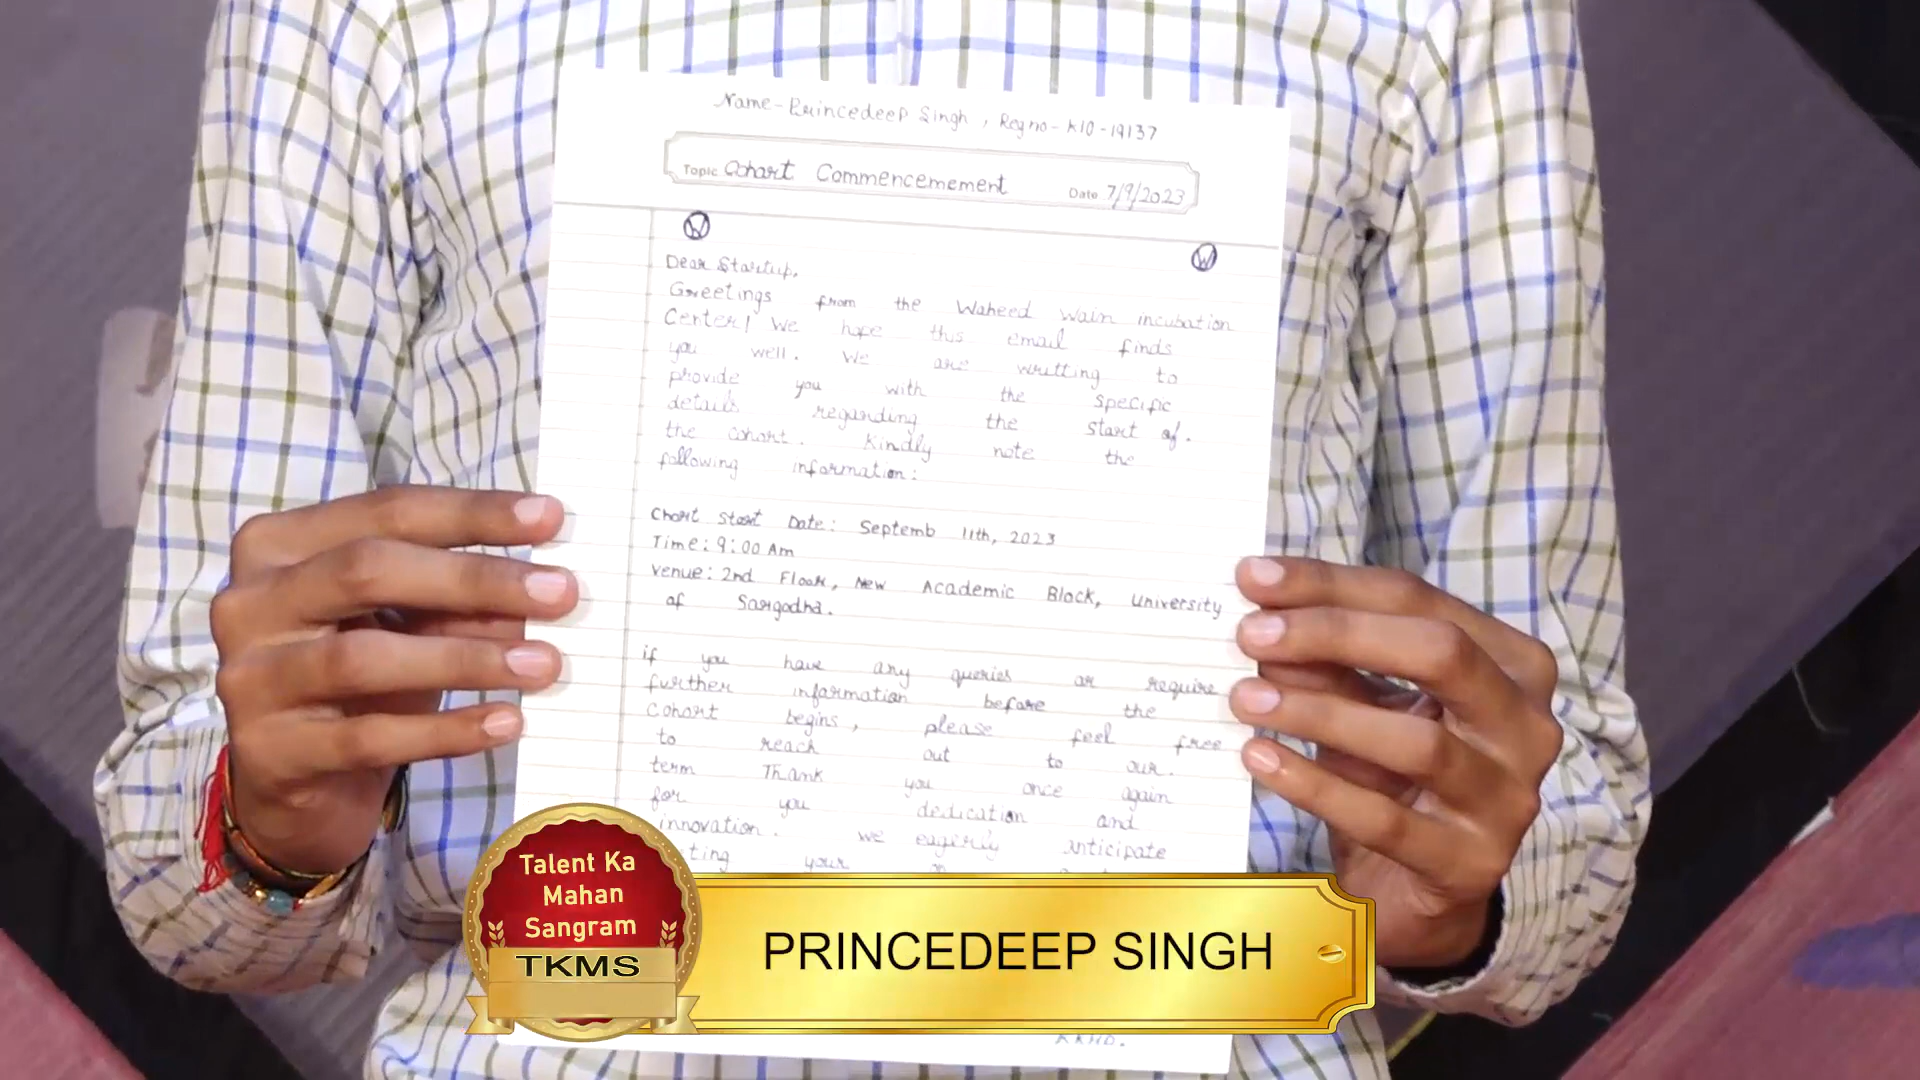 Name - Princedeep Singh , Reg no - K10 - 19137
Topic Cohart Commencemement Date 7/9/2023
W W
Dear Startup,
Greetings from the Waheed Wain incubation
Center! We hope this email finds
you well. We are writting to
provide you with the specific
details regarding the start of.
the cohort. Kindly note the
following information:
Chort Start Date: Septemb 11th, 2023
Time: 9:00 Am
Venue: 2nd Floor, New Academic Block, University
of Sargodha.
if you have any queries or require
further information before the
cohort begins, please feel free
to reach out to our.
term Thank you once again
for you dedication and
innovation. We eagerly anticipate
ting your
Talent Ka
Mahan
Sangram
TKMS
PRINCEDEEP SINGH